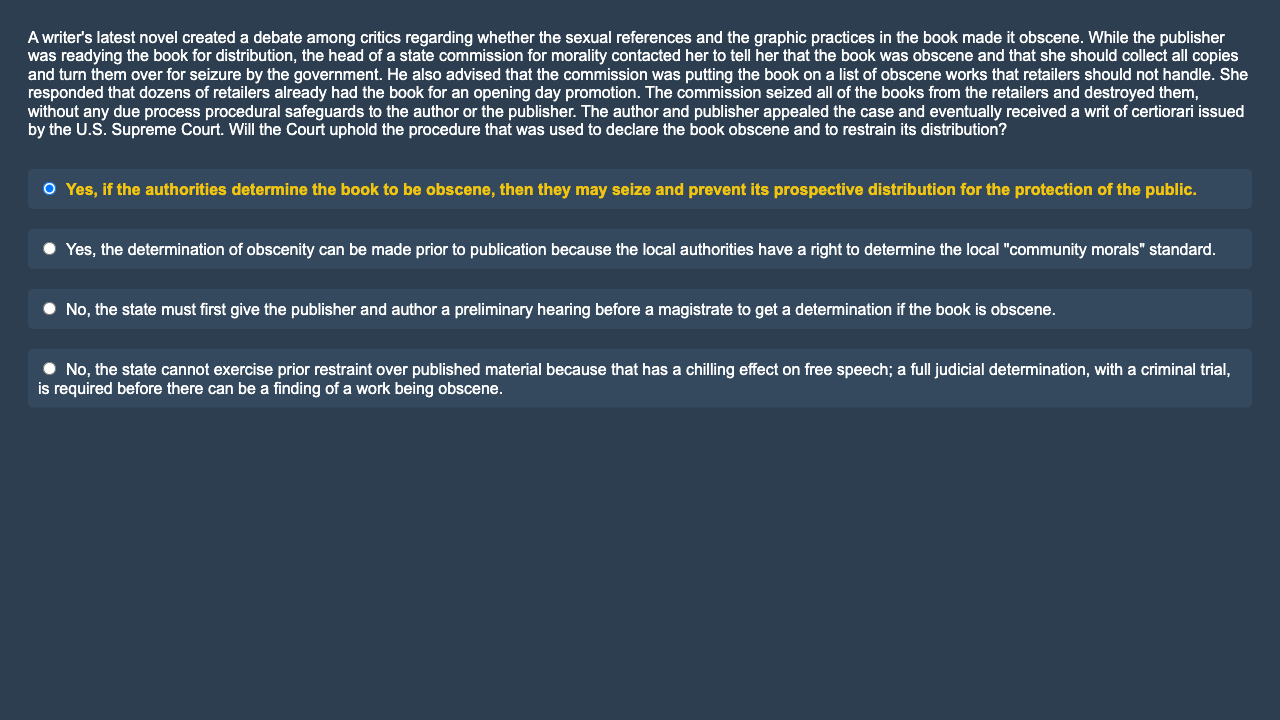 A writer's latest novel created a debate among critics regarding whether the sexual references and the graphic practices in the book made it obscene. While the publisher
was readying the book for distribution, the head of a state commission for morality contacted her to tell her that the book was obscene and that she should collect all copies
and turn them over for seizure by the government. He also advised that the commission was putting the book on a list of obscene works that retailers should not handle. She
responded that dozens of retailers already had the book for an opening day promotion. The commission seized all of the books from the retailers and destroyed them,
without any due process procedural safeguards to the author or the publisher. The author and publisher appealed the case and eventually received a writ of certiorari issued
by the U.S. Supreme Court. Will the Court uphold the procedure that was used to declare the book obscene and to restrain its distribution?
Yes, if the authorities determine the book to be obscene, then they may seize and prevent its prospective distribution for the protection of the public.
Yes, the determination of obscenity can be made prior to publication because the local authorities have a right to determine the local "community morals" standard.
No, the state must first give the publisher and author a preliminary hearing before a magistrate to get a determination if the book is obscene.
No, the state cannot exercise prior restraint over published material because that has a chilling effect on free speech; a full judicial determination, with a criminal trial,
is required before there can be a finding of a work being obscene.